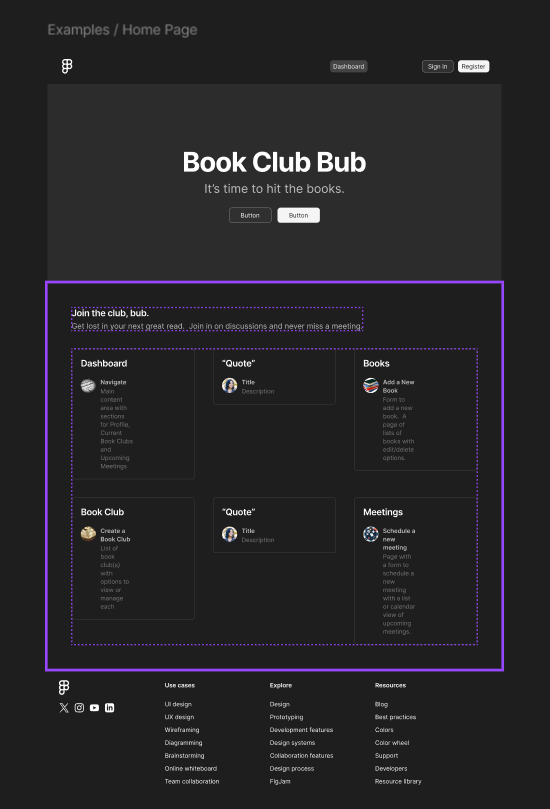 Examples / Home Page
Dashboard
Sign In
Register
Book Club Bub
It's time to hit the books.
Button
Button
Join the club, bub.
Get lost in your next great read.  Join in on discussions and never miss a meeting.
Dashboard
Navigate
Main
content
area with
sections
for Profile,
Current
Book Clubs
and
Upcoming
Meetings
“Quote”
Title
Description
Books
Add a New
Book
Form to
add a new
book.  A
page of
lists of
books with
edit/delete
options.
Book Club
Create a
Book Club
List of
book
club(s)
with
options to
view or
manage
each
“Quote”
Title
Description
Meetings
Schedule a
new
meeting
Page with
a form to
schedule a
new
meeting
with a list
or calendar
view of
upcoming
meetings.
Use cases
UI design
UX design
Wireframing
Diagramming
Brainstorming
Online whiteboard
Team collaboration
Explore
Design
Prototyping
Development features
Design systems
Collaboration features
Design process
FigJam
Resources
Blog
Best practices
Colors
Color wheel
Support
Developers
Resource library